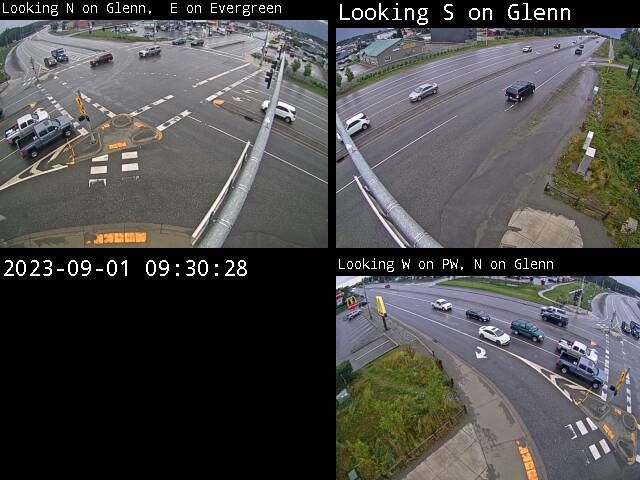 Looking N on Glenn,  E on Evergreen
Looking S on Glenn
2023-09-01 09:30:28
Looking W on PW, N on Glenn